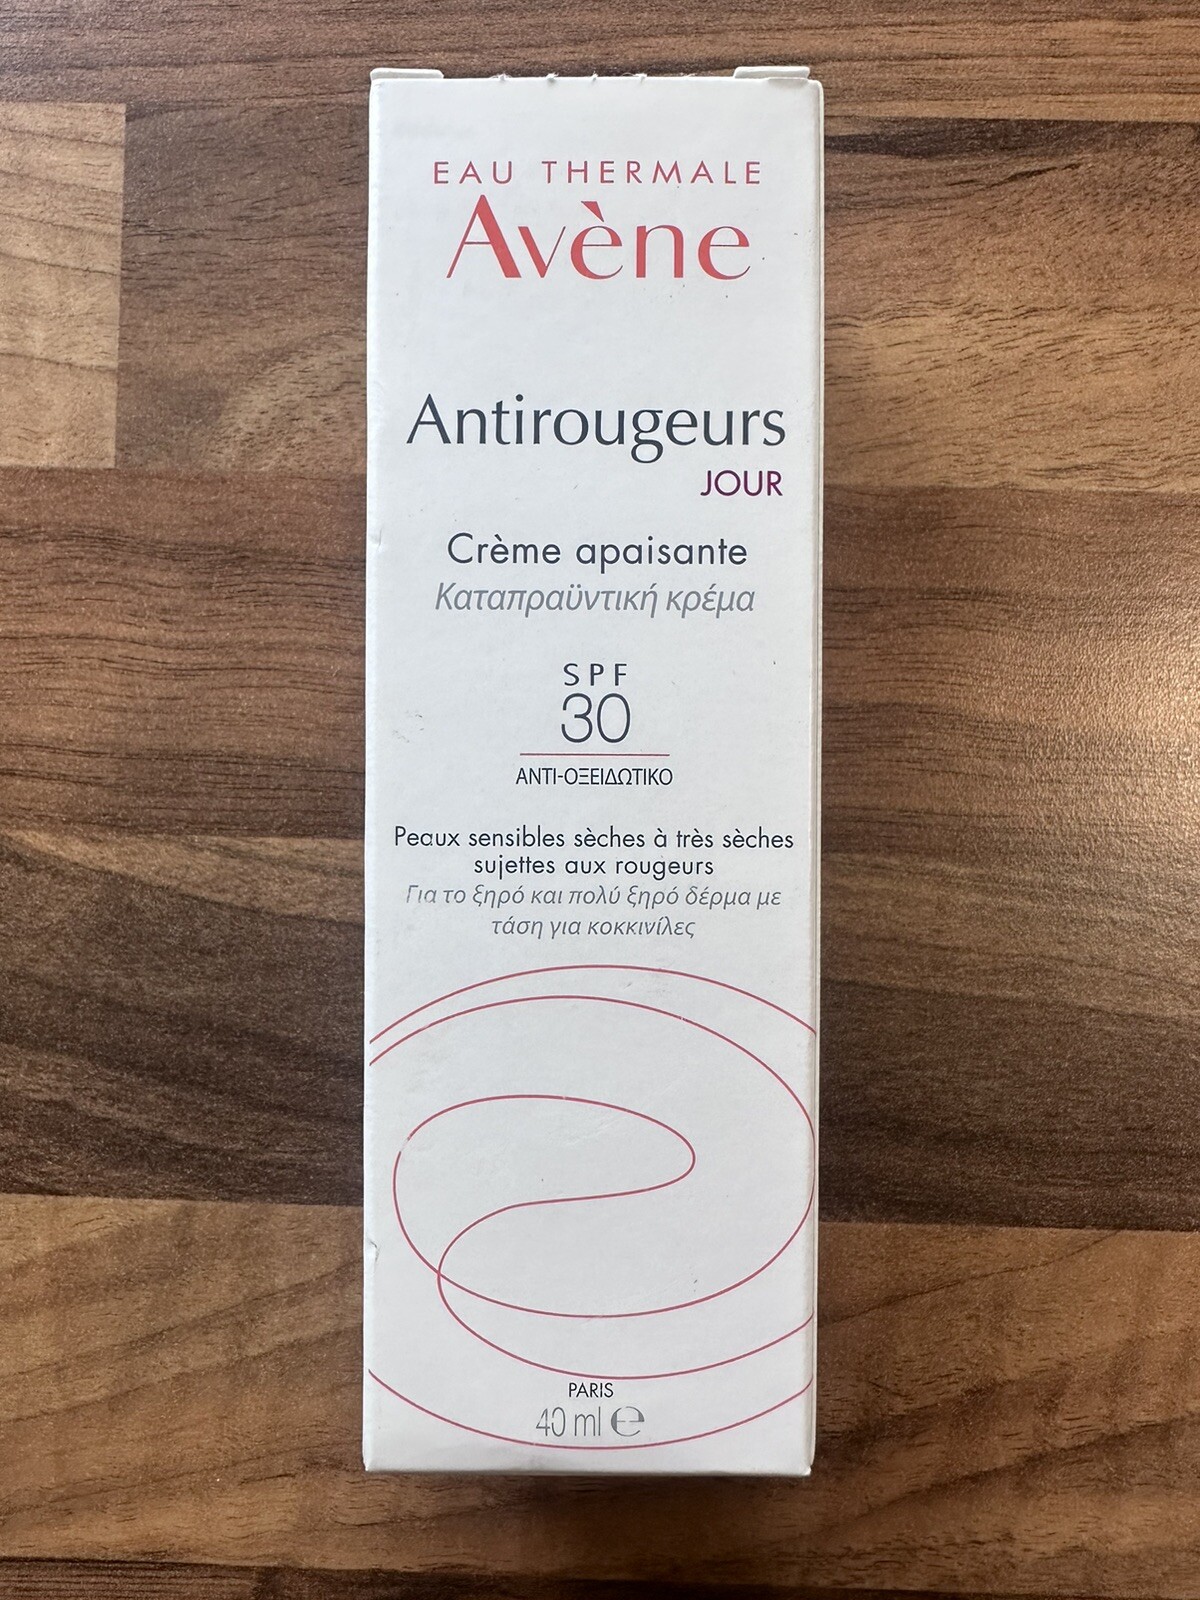 EAU THERMALE
Avène
Antirougeurs
JOUR
Crème apaisante
Καταπραϋντική κρέμα
SPF
30
ΑΝΤΙ-ΟΞΕΙΔΩΤΙΚΟ
Peaux sensibles sèches à très sèches
sujettes aux rougeurs
Για το ξηρό και πολύ ξηρό δέρμα με
τάση για κοκκινίλες
PARIS
40 ml ℮